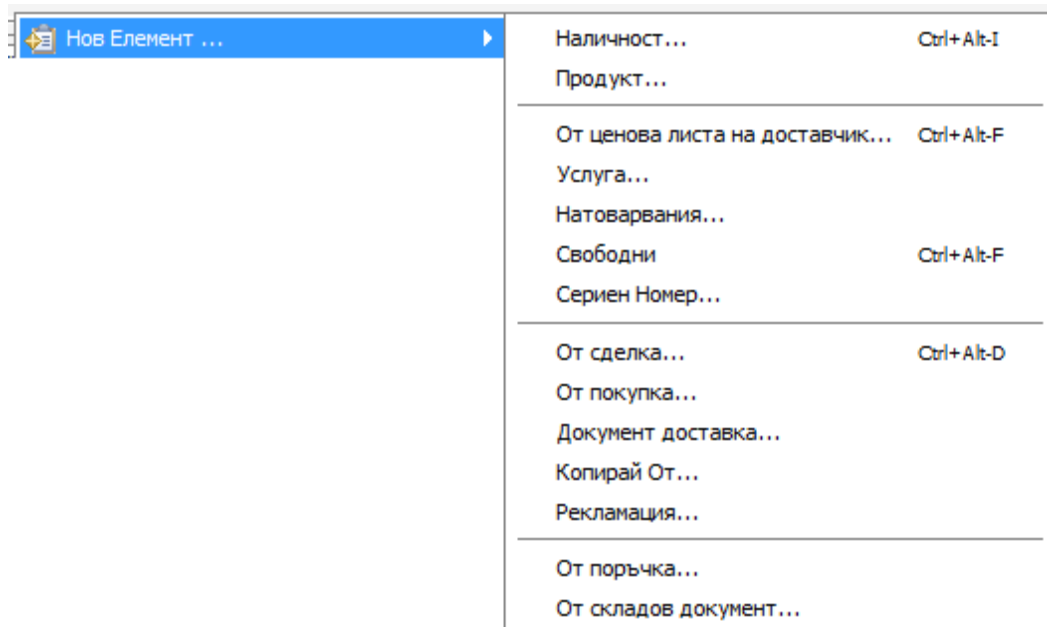 Нов Елемент ...
Наличност... Ctrl+Alt-I
Продукт...
От ценова листа на доставчик... Ctrl+Alt-F
Услуга...
Натоварвания...
Свободни Ctrl+Alt-F
Сериен Номер...
От сделка... Ctrl+Alt-D
От покупка...
Документ доставка...
Копирай От...
Рекламация...
От поръчка...
От складов документ...